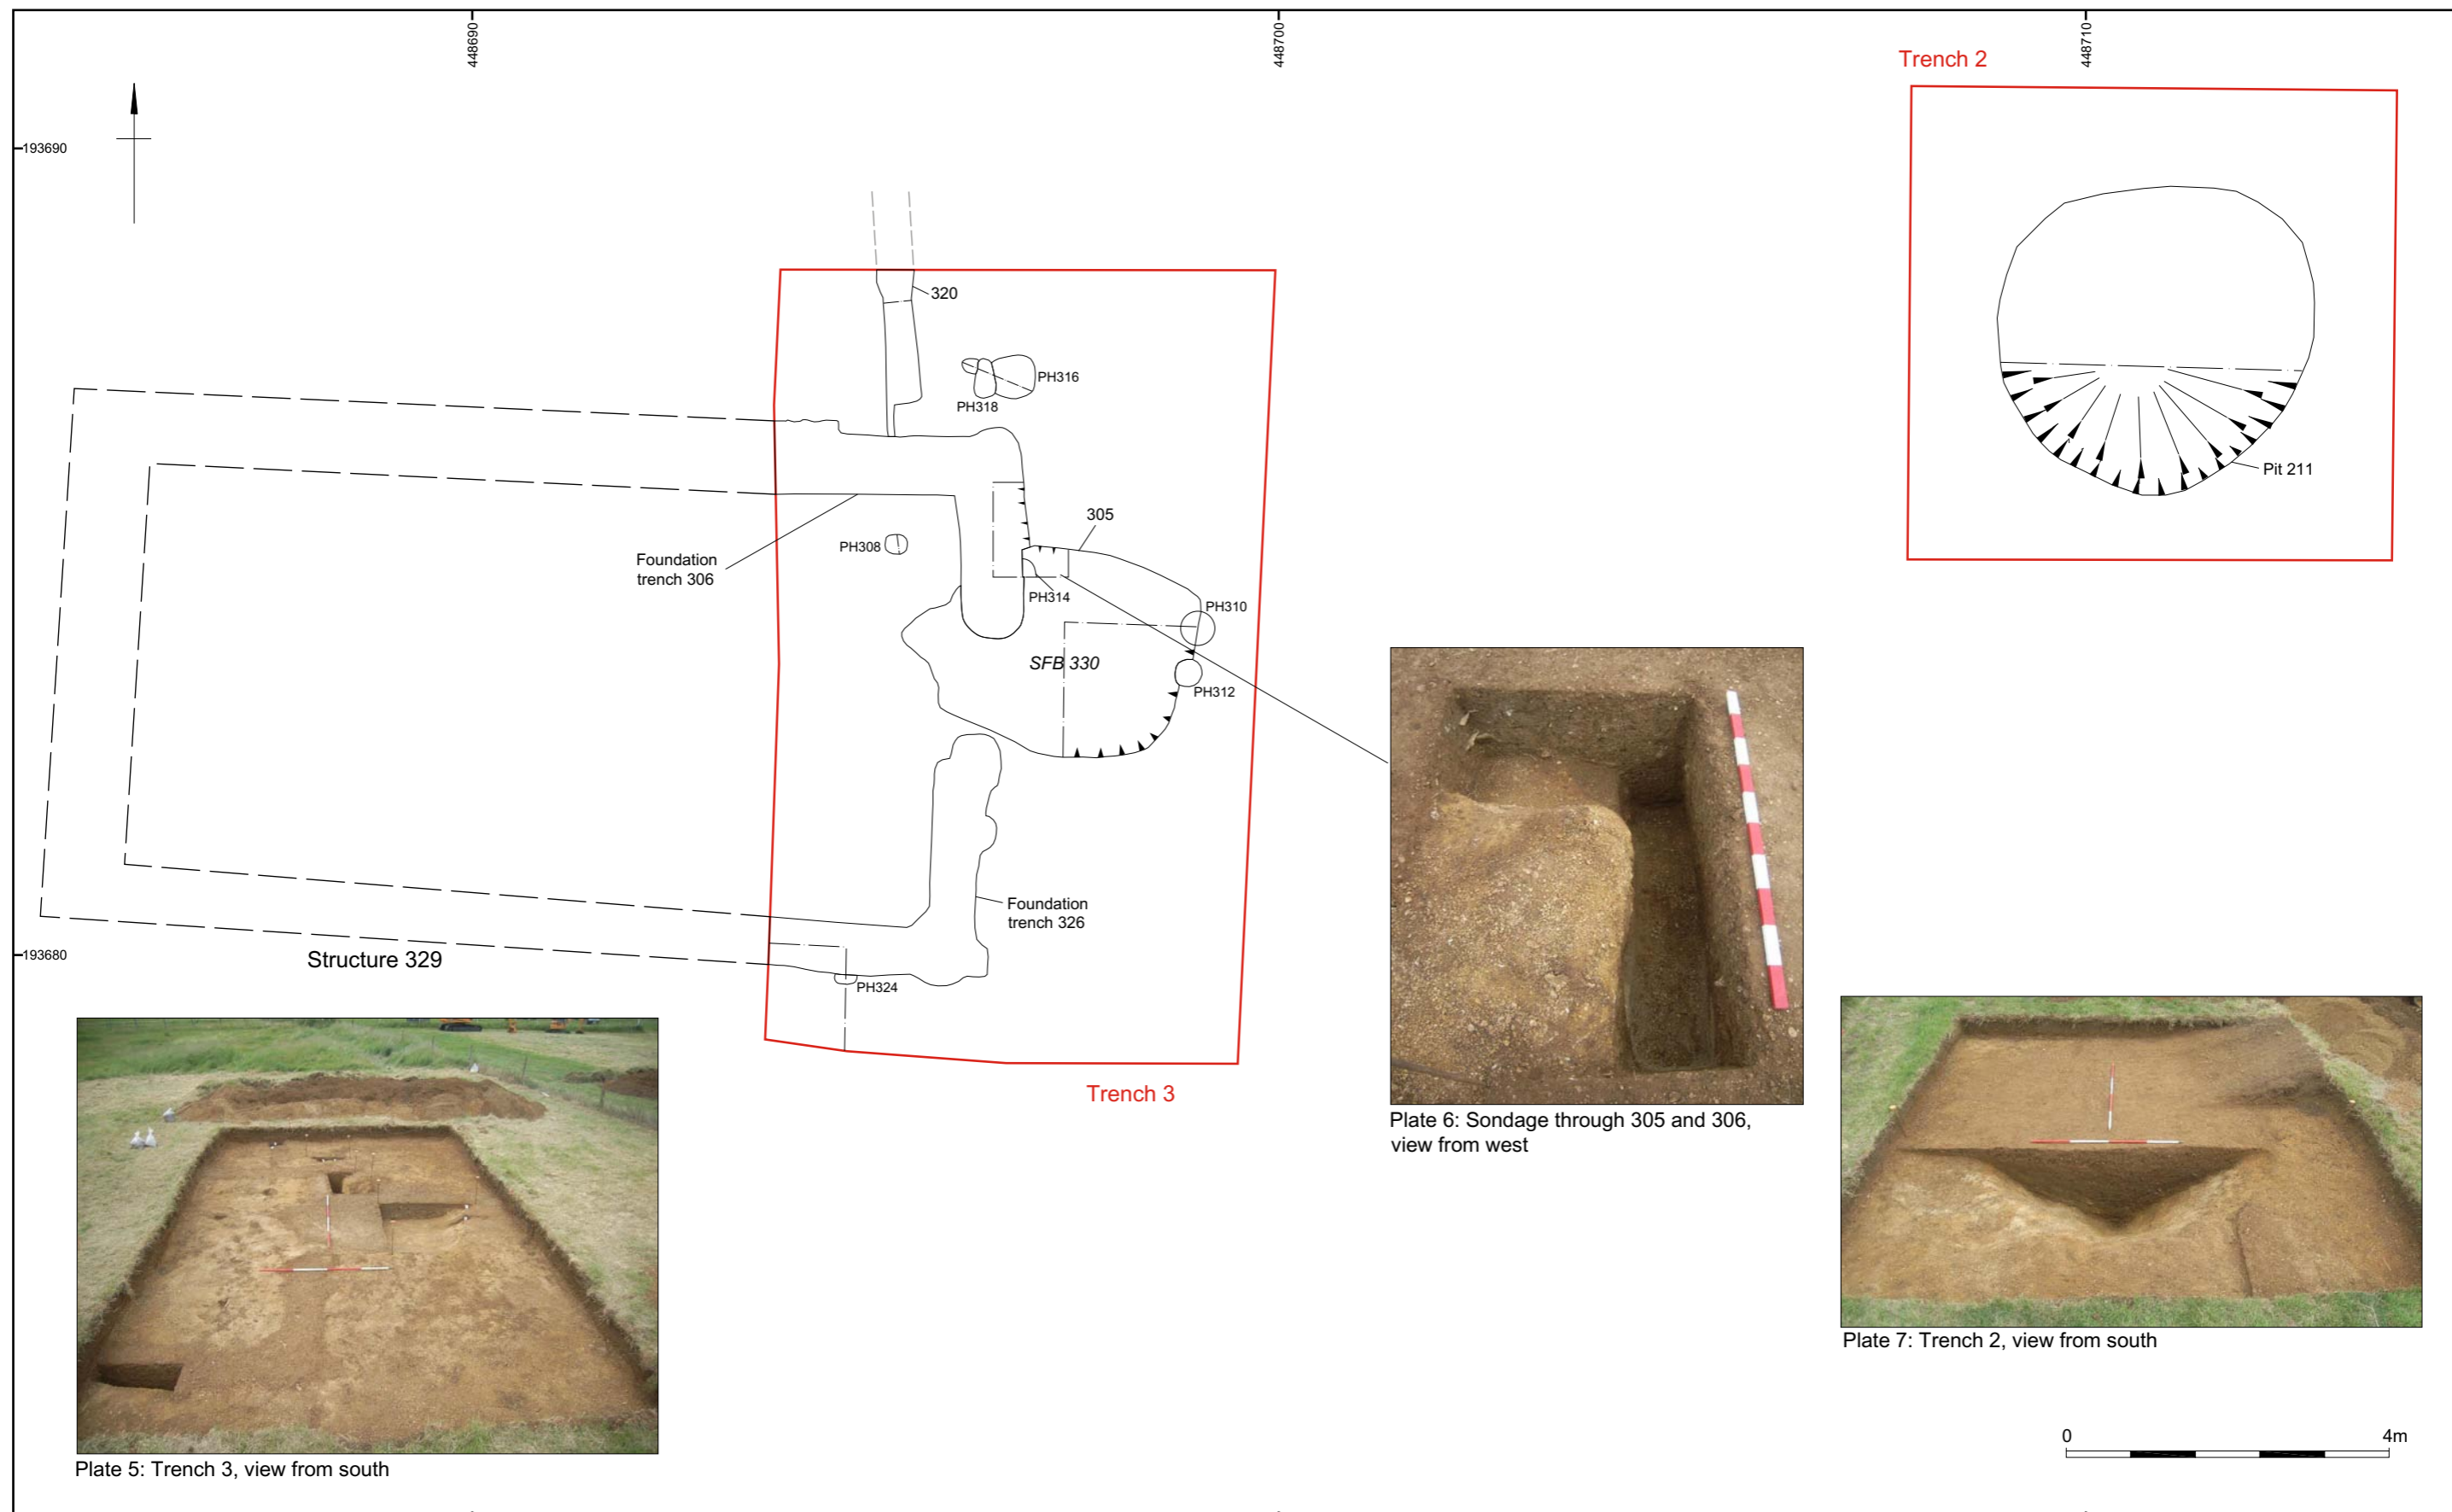 448690
448700
448710
Trench 2
193690
320
PH316
PH318
Pit 211
305
PH308
Foundation
trench 306
PH314
PH310
SFB 330
PH312
Foundation
trench 326
193680
Structure 329
PH324
Trench 3
Plate 6: Sondage through 305 and 306,
view from west
Plate 7: Trench 2, view from south
0
4m
Plate 5: Trench 3, view from south